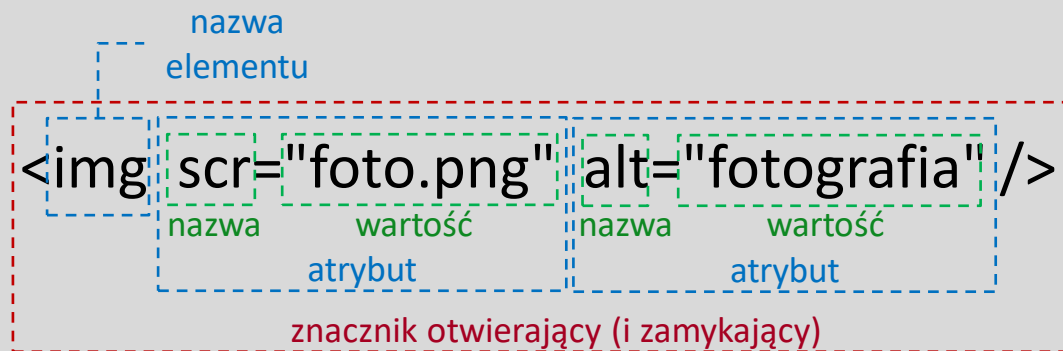 nazwa
elementu
<img scr="foto.png" alt="fotografia" />
nazwa wartość nazwa wartość
atrybut atrybut
znacznik otwierający (i zamykający)